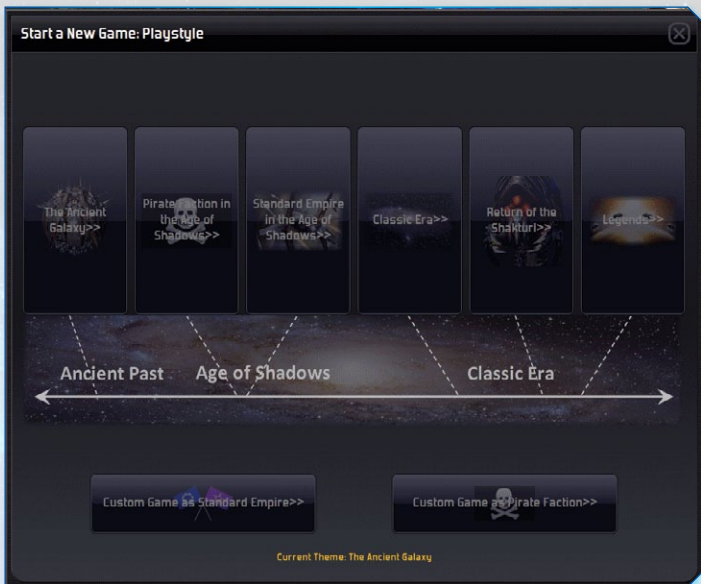 Start a New Game: Playstyle
The Ancient
Galaxy>>
Pirate Faction in
the Age of
Shadows>>
Standard Empire
in the Age of
Shadows>>
Classic Era>>
Return of the
Shakturi>>
Legends>>
Ancient Past
Age of Shadows
Classic Era
Custom Game as Standard Empire>>
Custom Game as Pirate Faction>>
Current Theme: The Ancient Galaxy